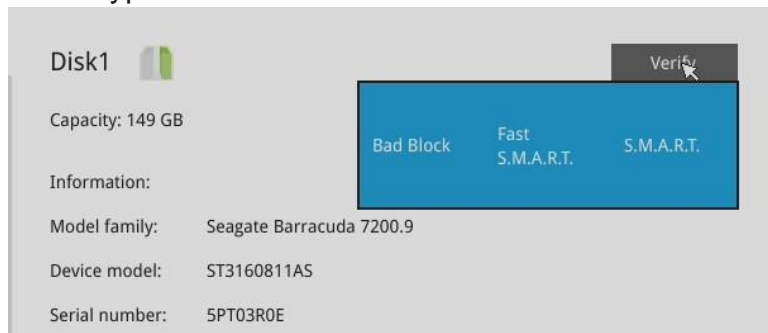 Disk1
Verify
Capacity: 149 GB
Bad Block
Fast
S.M.A.R.T.
S.M.A.R.T.
Information:
Model family: Seagate Barracuda 7200.9
Device model: ST3160811AS
Serial number: 5PT03R0E